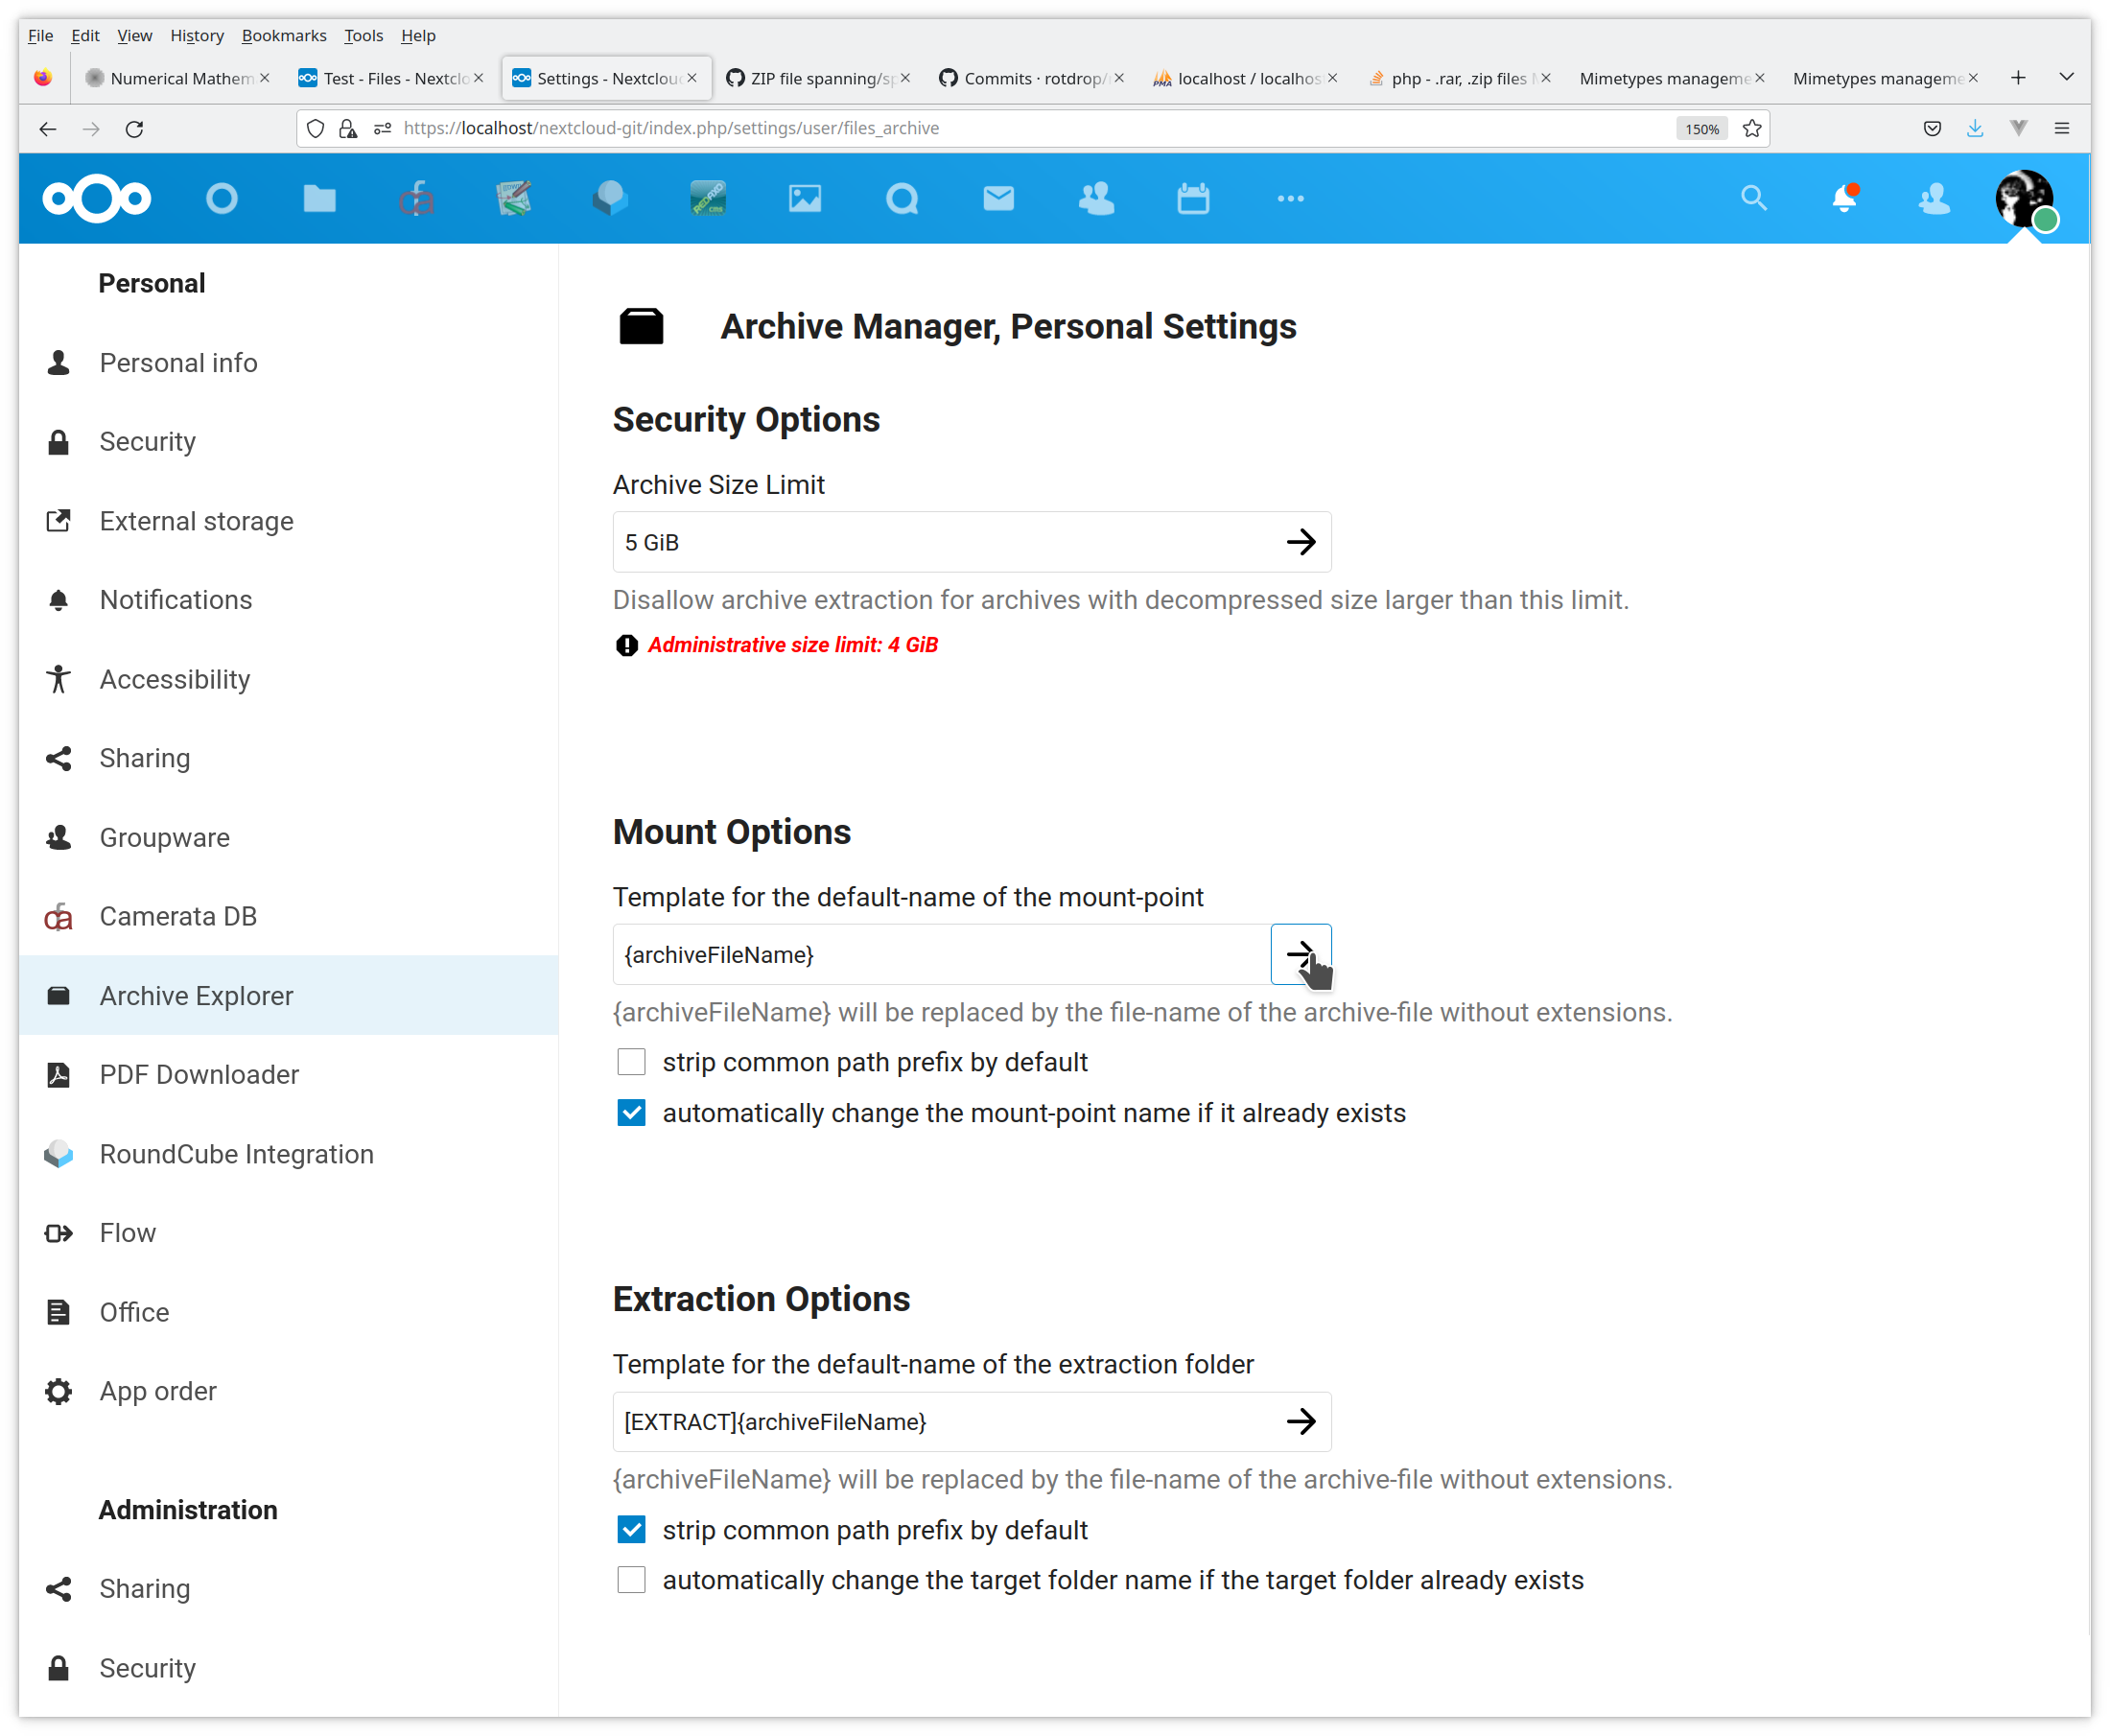 File Edit View History Bookmarks Tools Help
Numerical Mathem
Test - Files - Nextclo
Settings - Nextclou
ZIP file spanning/sp
Commits · rotdrop/
localhost / localhos
php - .rar, .zip files
Mimetypes manageme
Mimetypes manageme
https://localhost/nextcloud-git/index.php/settings/user/files_archive
150%
Personal
Personal info
Security
External storage
Notifications
Accessibility
Sharing
Groupware
Camerata DB
Archive Explorer
PDF Downloader
RoundCube Integration
Flow
Office
App order
Administration
Sharing
Security
Archive Manager, Personal Settings
Security Options
Archive Size Limit
5 GiB
Disallow archive extraction for archives with decompressed size larger than this limit.
Administrative size limit: 4 GiB
Mount Options
Template for the default-name of the mount-point
{archiveFileName}
{archiveFileName} will be replaced by the file-name of the archive-file without extensions.
strip common path prefix by default
automatically change the mount-point name if it already exists
Extraction Options
Template for the default-name of the extraction folder
[EXTRACT]{archiveFileName}
{archiveFileName} will be replaced by the file-name of the archive-file without extensions.
strip common path prefix by default
automatically change the target folder name if the target folder already exists